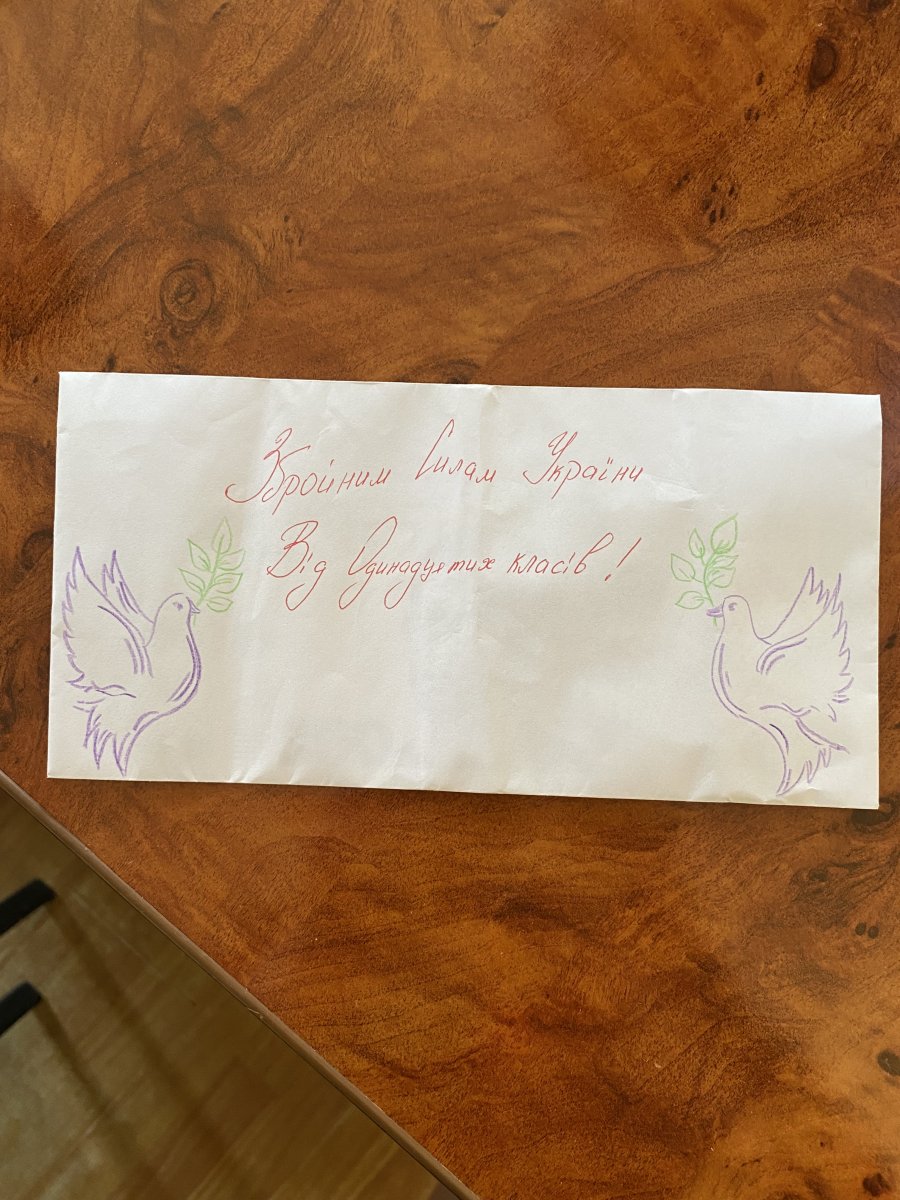 Збройним Силам України
Від Одинадцятих класів!